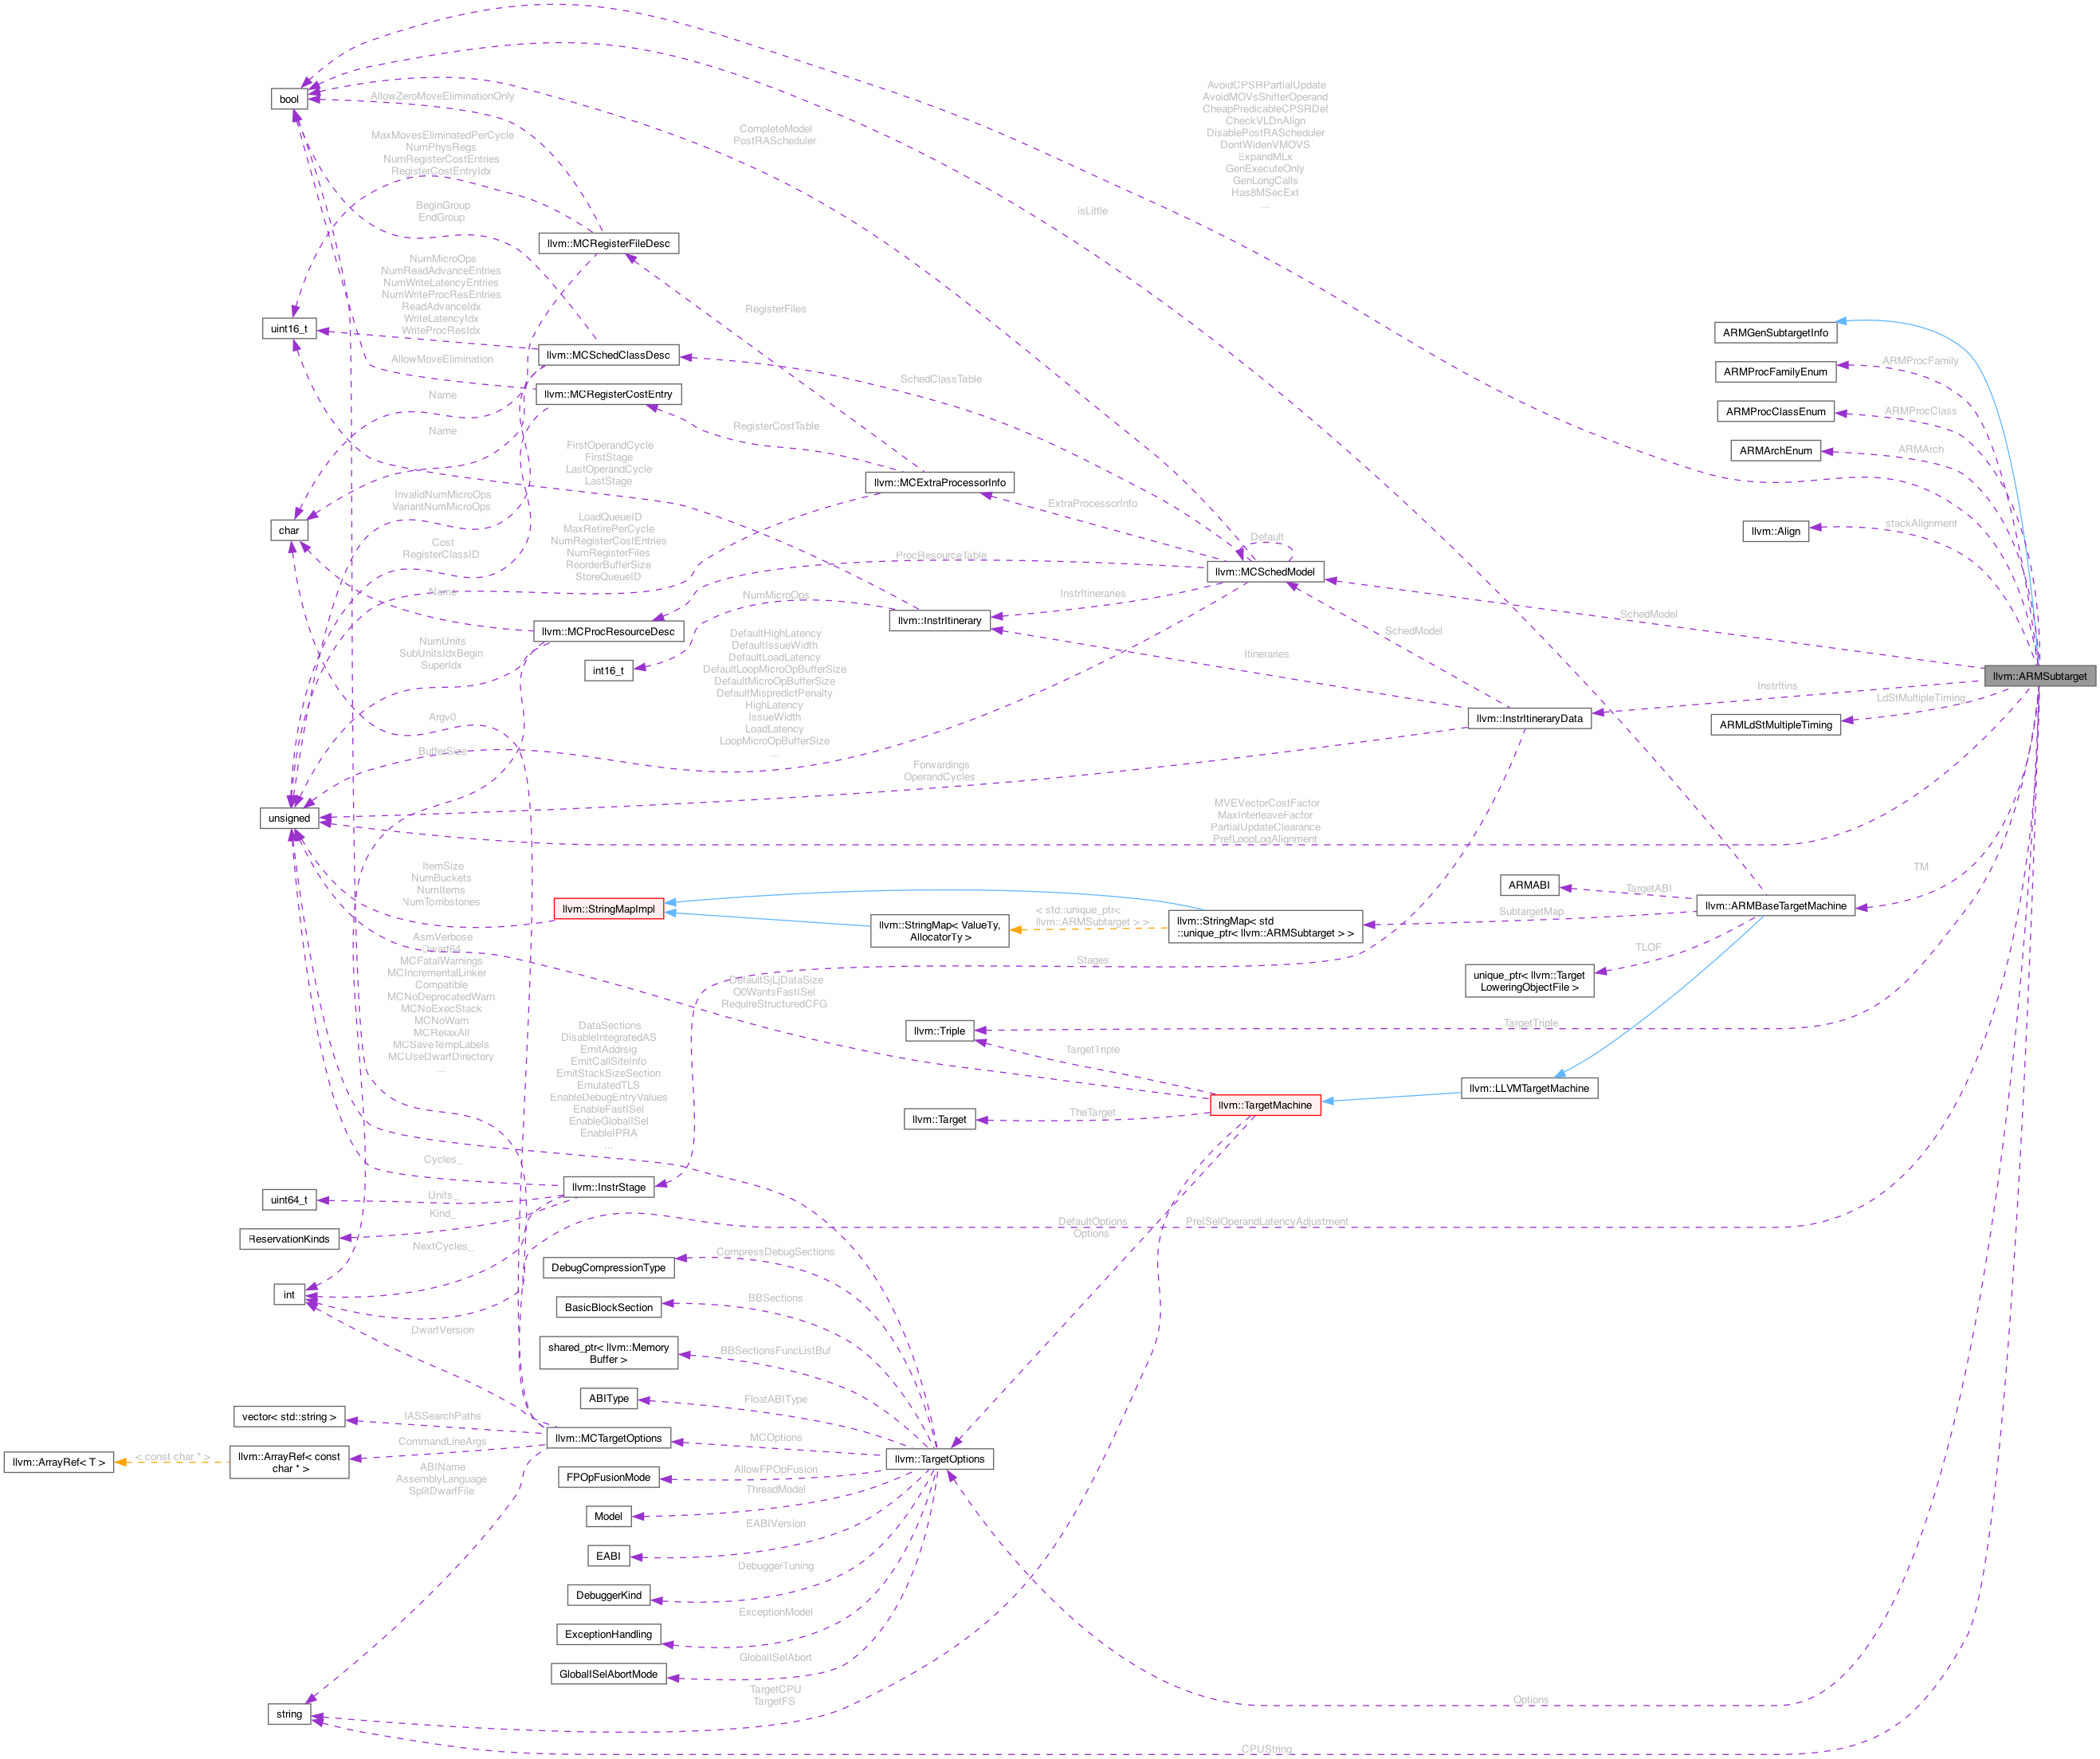 bool
AllowZeroMoveEliminationOnly
MaxMovesEliminatedPerCycle
NumPhysRegs
NumRegisterCostEntries
RegisterCostEntryIdx
CompleteModel
PostRAScheduler
AvoidCPSRPartialUpdate
AvoidMOVsShifterOperand
CheapPredicableCPSRDef
CheckVLDnAlign
DisablePostRAScheduler
DontWidenVMOVS
ExpandMLx
GenExecuteOnly
GenLongCalls
Has8MSecExt
...
isLittle
BeginGroup
EndGroup
llvm::MCRegisterFileDesc
NumMicroOps
NumReadAdvanceEntries
NumWriteLatencyEntries
NumWriteProcResEntries
ReadAdvanceIdx
WriteLatencyIdx
WriteProcResIdx
RegisterFiles
uint16_t
llvm::MCSchedClassDesc
AllowMoveElimination
llvm::MCRegisterCostEntry
SchedClassTable
ARMGenSubtargetInfo
ARMProcFamily
ARMProcFamilyEnum
ARMProcClass
ARMProcClassEnum
ARMArch
ARMArchEnum
Name
Name
RegisterCostTable
FirstOperandCycle
FirstStage
LastOperandCycle
LastStage
llvm::MCExtraProcessorInfo
ExtraProcessorInfo
InvalidNumMicroOps
VariantNumMicroOps
char
LoadQueueID
MaxRetirePerCycle
NumRegisterCostEntries
NumRegisterFiles
ReorderBufferSize
StoreQueueID
Cost
RegisterClassID
stackAlignment
llvm::Align
Default
ProcResourceTable
llvm::MCSchedModel
Name
InstrItineraries
NumMicroOps
llvm::InstrItinerary
SchedModel
SchedModel
llvm::MCProcResourceDesc
int16_t
NumUnits
SubUnitsIdxBegin
SuperIdx
DefaultHighLatency
DefaultIssueWidth
DefaultLoadLatency
DefaultLoopMicroOpBufferSize
DefaultMicroOpBufferSize
DefaultMispredictPenalty
HighLatency
IssueWidth
LoadLatency
LoopMicroOpBufferSize
...
Itineraries
llvm::ARMSubtarget
InstrItins
LdStMultipleTiming
llvm::InstrItineraryData
ARMLdStMultipleTiming
Argv0
BufferSize
Forwardings
OperandCycles
unsigned
MVEVectorCostFactor
MaxInterleaveFactor
PartialUpdateClearance
PrefLoopLogAlignment
ItemSize
NumBuckets
NumItems
NumTombstones
llvm::StringMapImpl
llvm::StringMap< ValueTy,
AllocatorTy >
< std::unique_ptr<
llvm::ARMSubtarget > >
llvm::StringMap< std
::unique_ptr< llvm::ARMSubtarget > >
ARMABI
TargetABI
SubtargetMap
TM
llvm::ARMBaseTargetMachine
TLOF
unique_ptr< llvm::Target
LoweringObjectFile >
AsmVerbose
Dwarf64
MCFatalWarnings
MCIncrementalLinker
Compatible
MCNoDeprecatedWarn
MCNoExecStack
MCNoWarn
MCRelaxAll
MCSaveTempLabels
MCUseDwarfDirectory
...
Stages
DefaultSjLjDataSize
O0WantsFastISel
RequireStructuredCFG
llvm::Triple
TargetTriple
TargetTriple
DataSections
DisableIntegratedAS
EmitAddrsig
EmitCallSiteInfo
EmitStackSizeSection
EmulatedTLS
EnableDebugEntryValues
EnableFastISel
EnableGlobalISel
EnableIPRA
...
llvm::LLVMTargetMachine
llvm::TargetMachine
TheTarget
llvm::Target
Cycles_
llvm::InstrStage
uint64_t
Units_
Kind_
ReservationKinds
NextCycles_
DefaultOptions
Options
PreISelOperandLatencyAdjustment
int
CompressDebugSections
DebugCompressionType
BBSections
BasicBlockSection
DwarfVersion
shared_ptr< llvm::Memory
Buffer >
BBSectionsFuncListBuf
ABIType
FloatABIType
vector< std::string >
IASSearchPaths
llvm::MCTargetOptions
MCOptions
llvm::TargetOptions
CommandLineArgs
llvm::ArrayRef< T >
< const char * >
llvm::ArrayRef< const
char * >
ABIName
AssemblyLanguage
SplitDwarfFile
FPOpFusionMode
AllowFPOpFusion
ThreadModel
Model
EABIVersion
EABI
DebuggerTuning
DebuggerKind
ExceptionModel
ExceptionHandling
GlobalISelAbort
GlobalISelAbortMode
TargetCPU
TargetFS
string
Options
CPUString